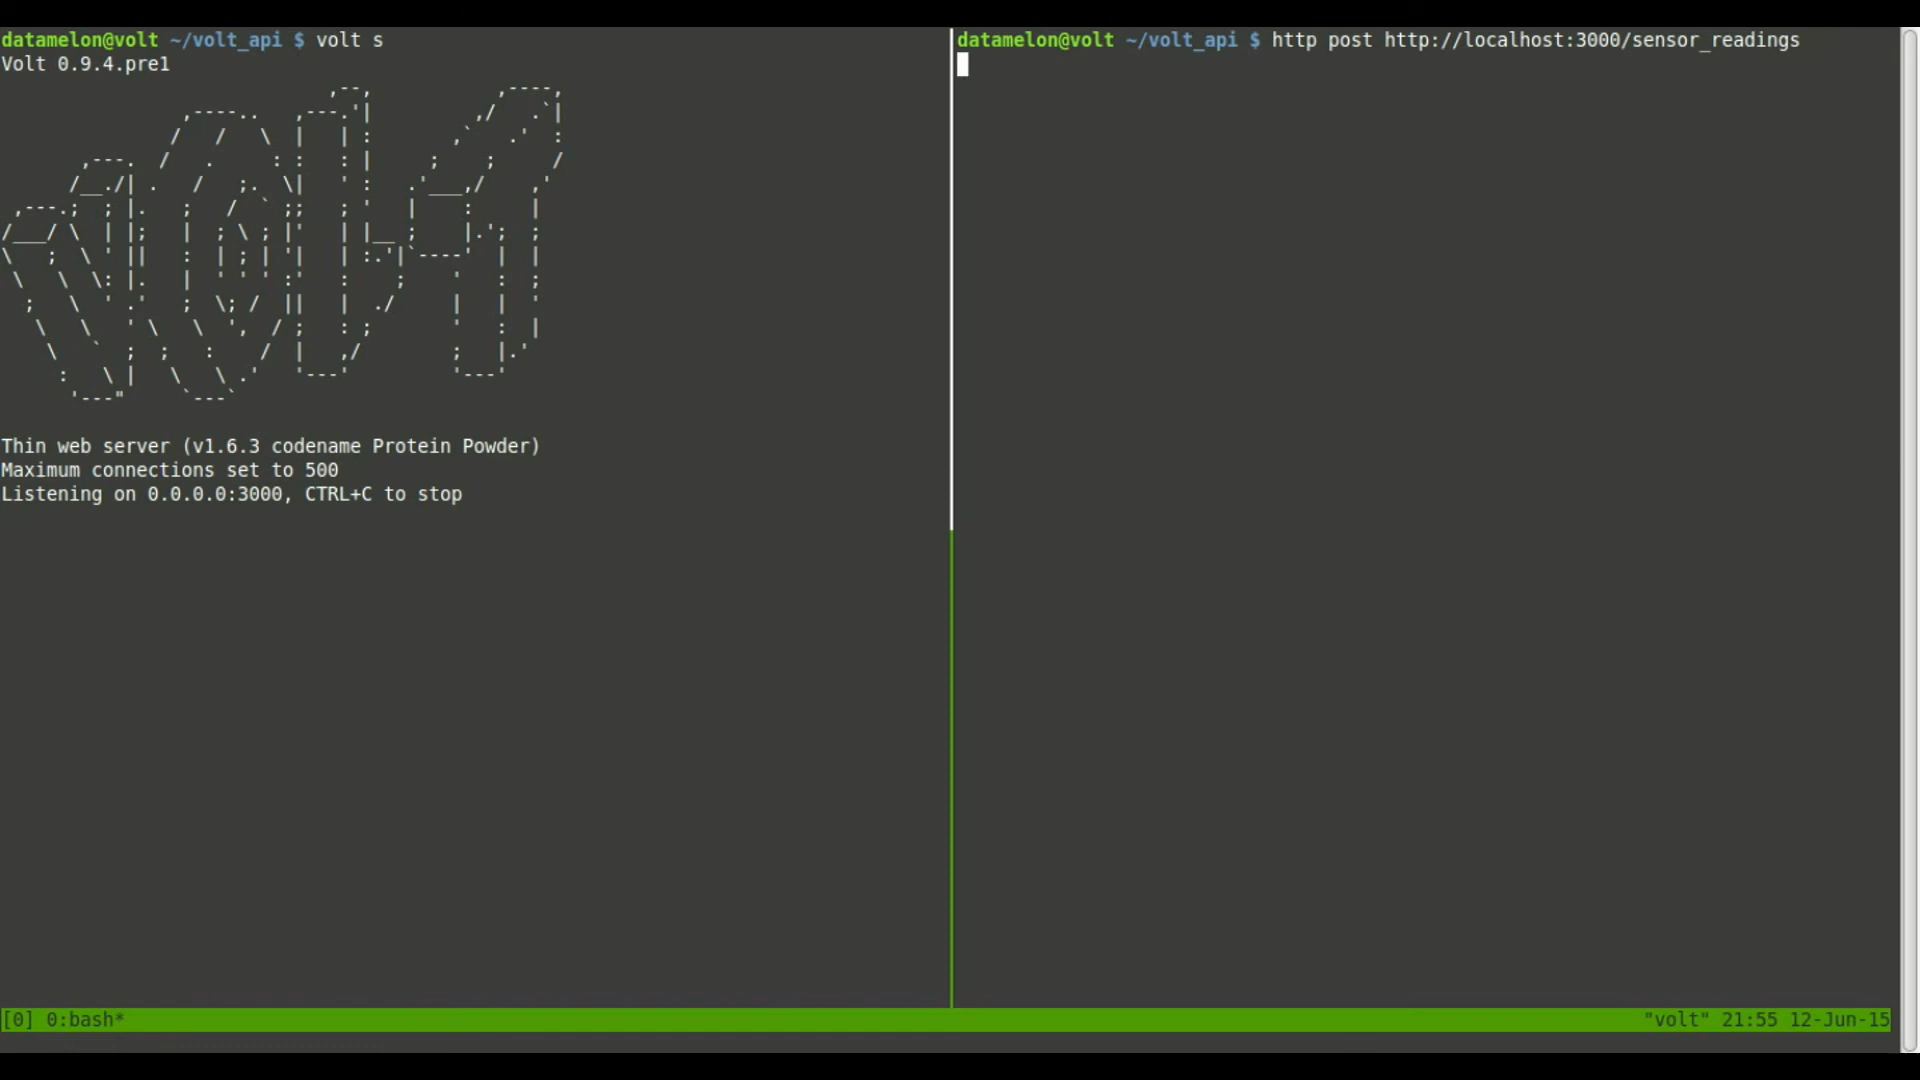 datamelon@volt ~/volt_api $ volt s
Volt 0.9.4.pre1
Thin web server (v1.6.3 codename Protein Powder)
Maximum connections set to 500
Listening on 0.0.0.0:3000, CTRL+C to stop
datamelon@volt ~/volt_api $ http post http://localhost:3000/sensor_readings
[0] 0:bash*
"volt" 21:55 12-Jun-15